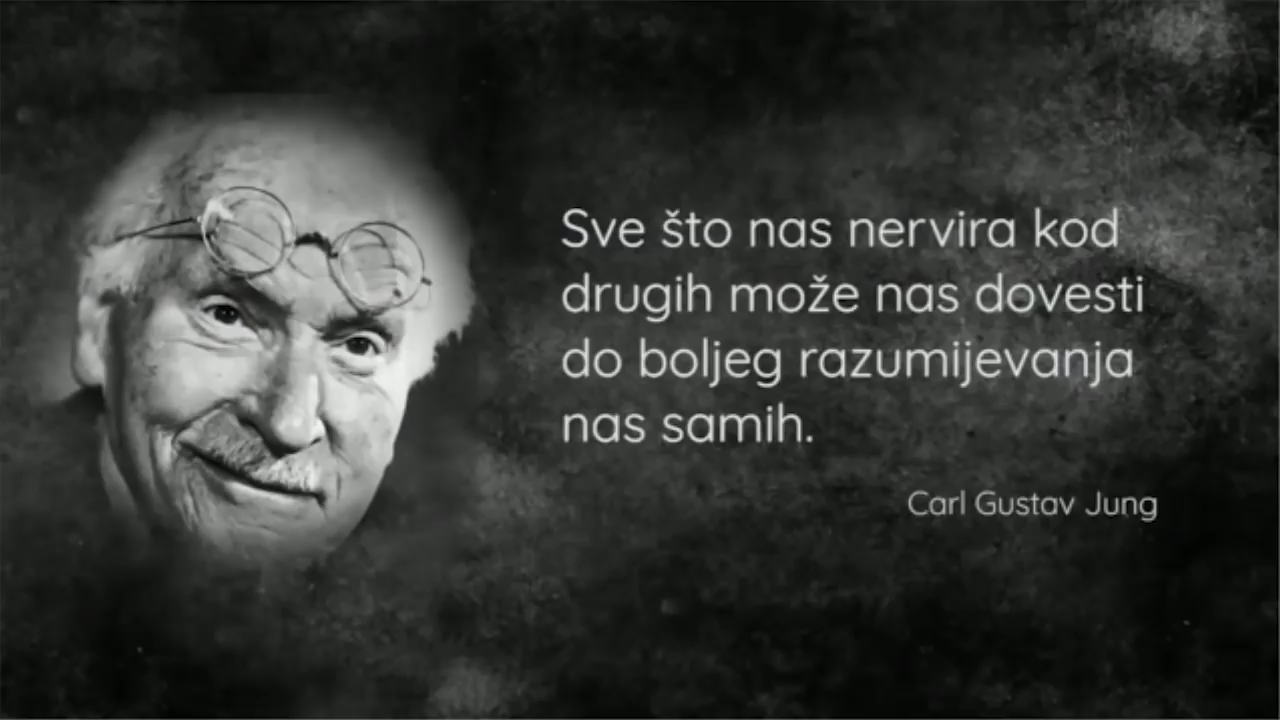 Sve što nas nervira kod
drugih može nas dovesti
do boljeg razumijevanja
nas samih.
Carl Gustav Jung